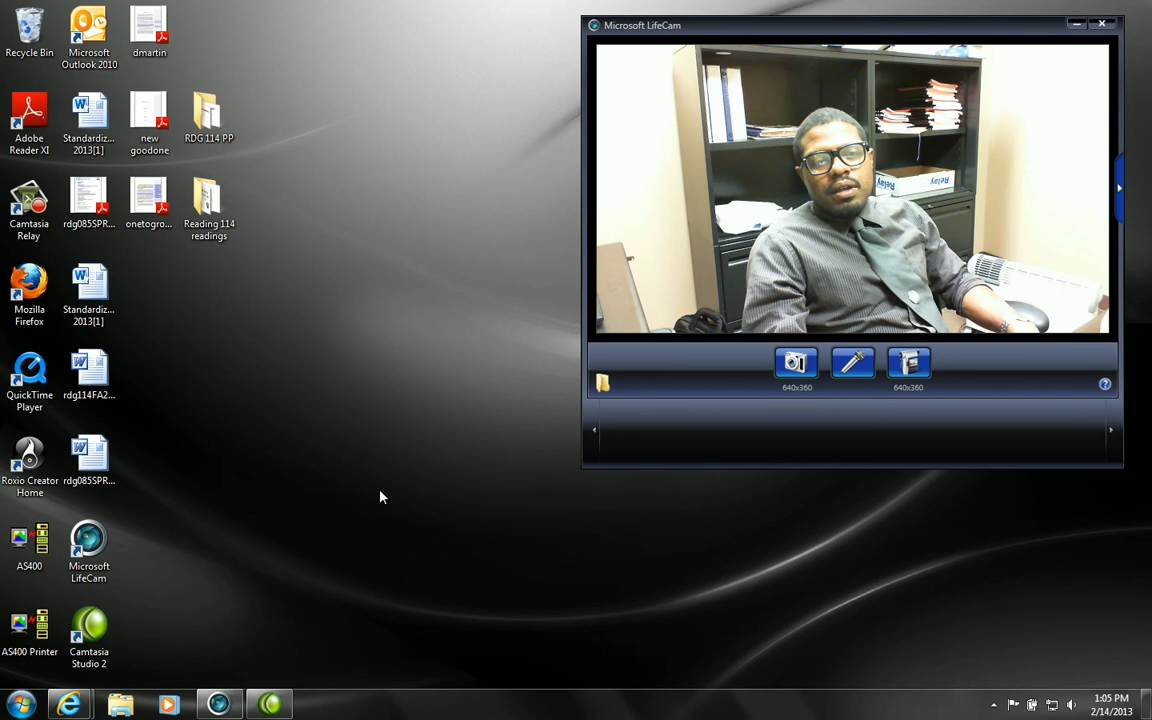 Recycle Bin
Microsoft
Outlook 2010
dmartin
Adobe
Reader XI
Standardiz...
2013[1]
new
goodone
RDG 114 PP
Camtasia
Relay
rdg085SPR...
onetogro...
Reading 114
readings
Mozilla
Firefox
Standardiz...
2013[1]
QuickTime
Player
rdg114FA2...
Roxio Creator
Home
rdg085SPR...
AS400
Microsoft
LifeCam
AS400 Printer
Camtasia
Studio 2
Microsoft LifeCam
Relay
640x360
640x360
1:05 PM
2/14/2013